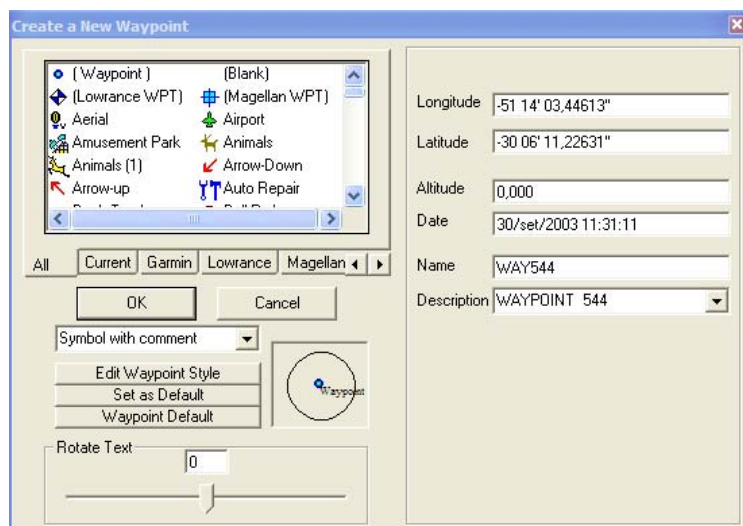 Create a New Waypoint
( Waypoint ) (Blank)
(Lowrance WPT) (Magellan WPT)
Aerial Airport
Amusement Park Animals
Animals (1) Arrow-Down
Arrow-up Auto Repair
All Current Garmin Lowrance Magellan
OK Cancel
Symbol with comment
Edit Waypoint Style
Set as Default
Waypoint Default
Waypoint
Rotate Text
0
Longitude -51 14' 03,44613"
Latitude -30 06' 11,22631"
Altitude 0,000
Date 30/set/2003 11:31:11
Name WAY544
Description WAYPOINT 544